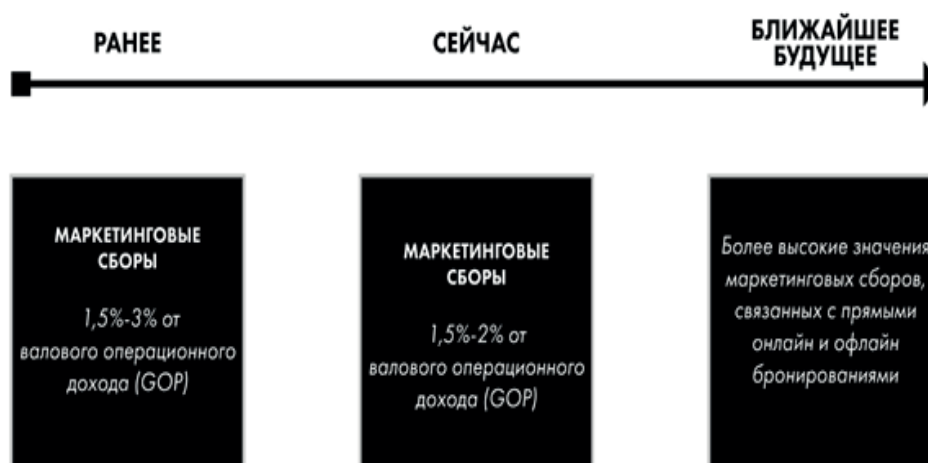 РАНЕЕ
СЕЙЧАС
БЛИЖАЙШЕЕ
БУДУЩЕЕ
МАРКЕТИНГОВЫЕ
СБОРЫ
1,5%-3% от
валового операционного
дохода (GOP)
МАРКЕТИНГОВЫЕ
СБОРЫ
1,5%-2% от
валового операционного
дохода (GOP)
Более высокие значения
маркетинговых сборов,
связанных с прямыми
онлайн и офлайн
бронированиями